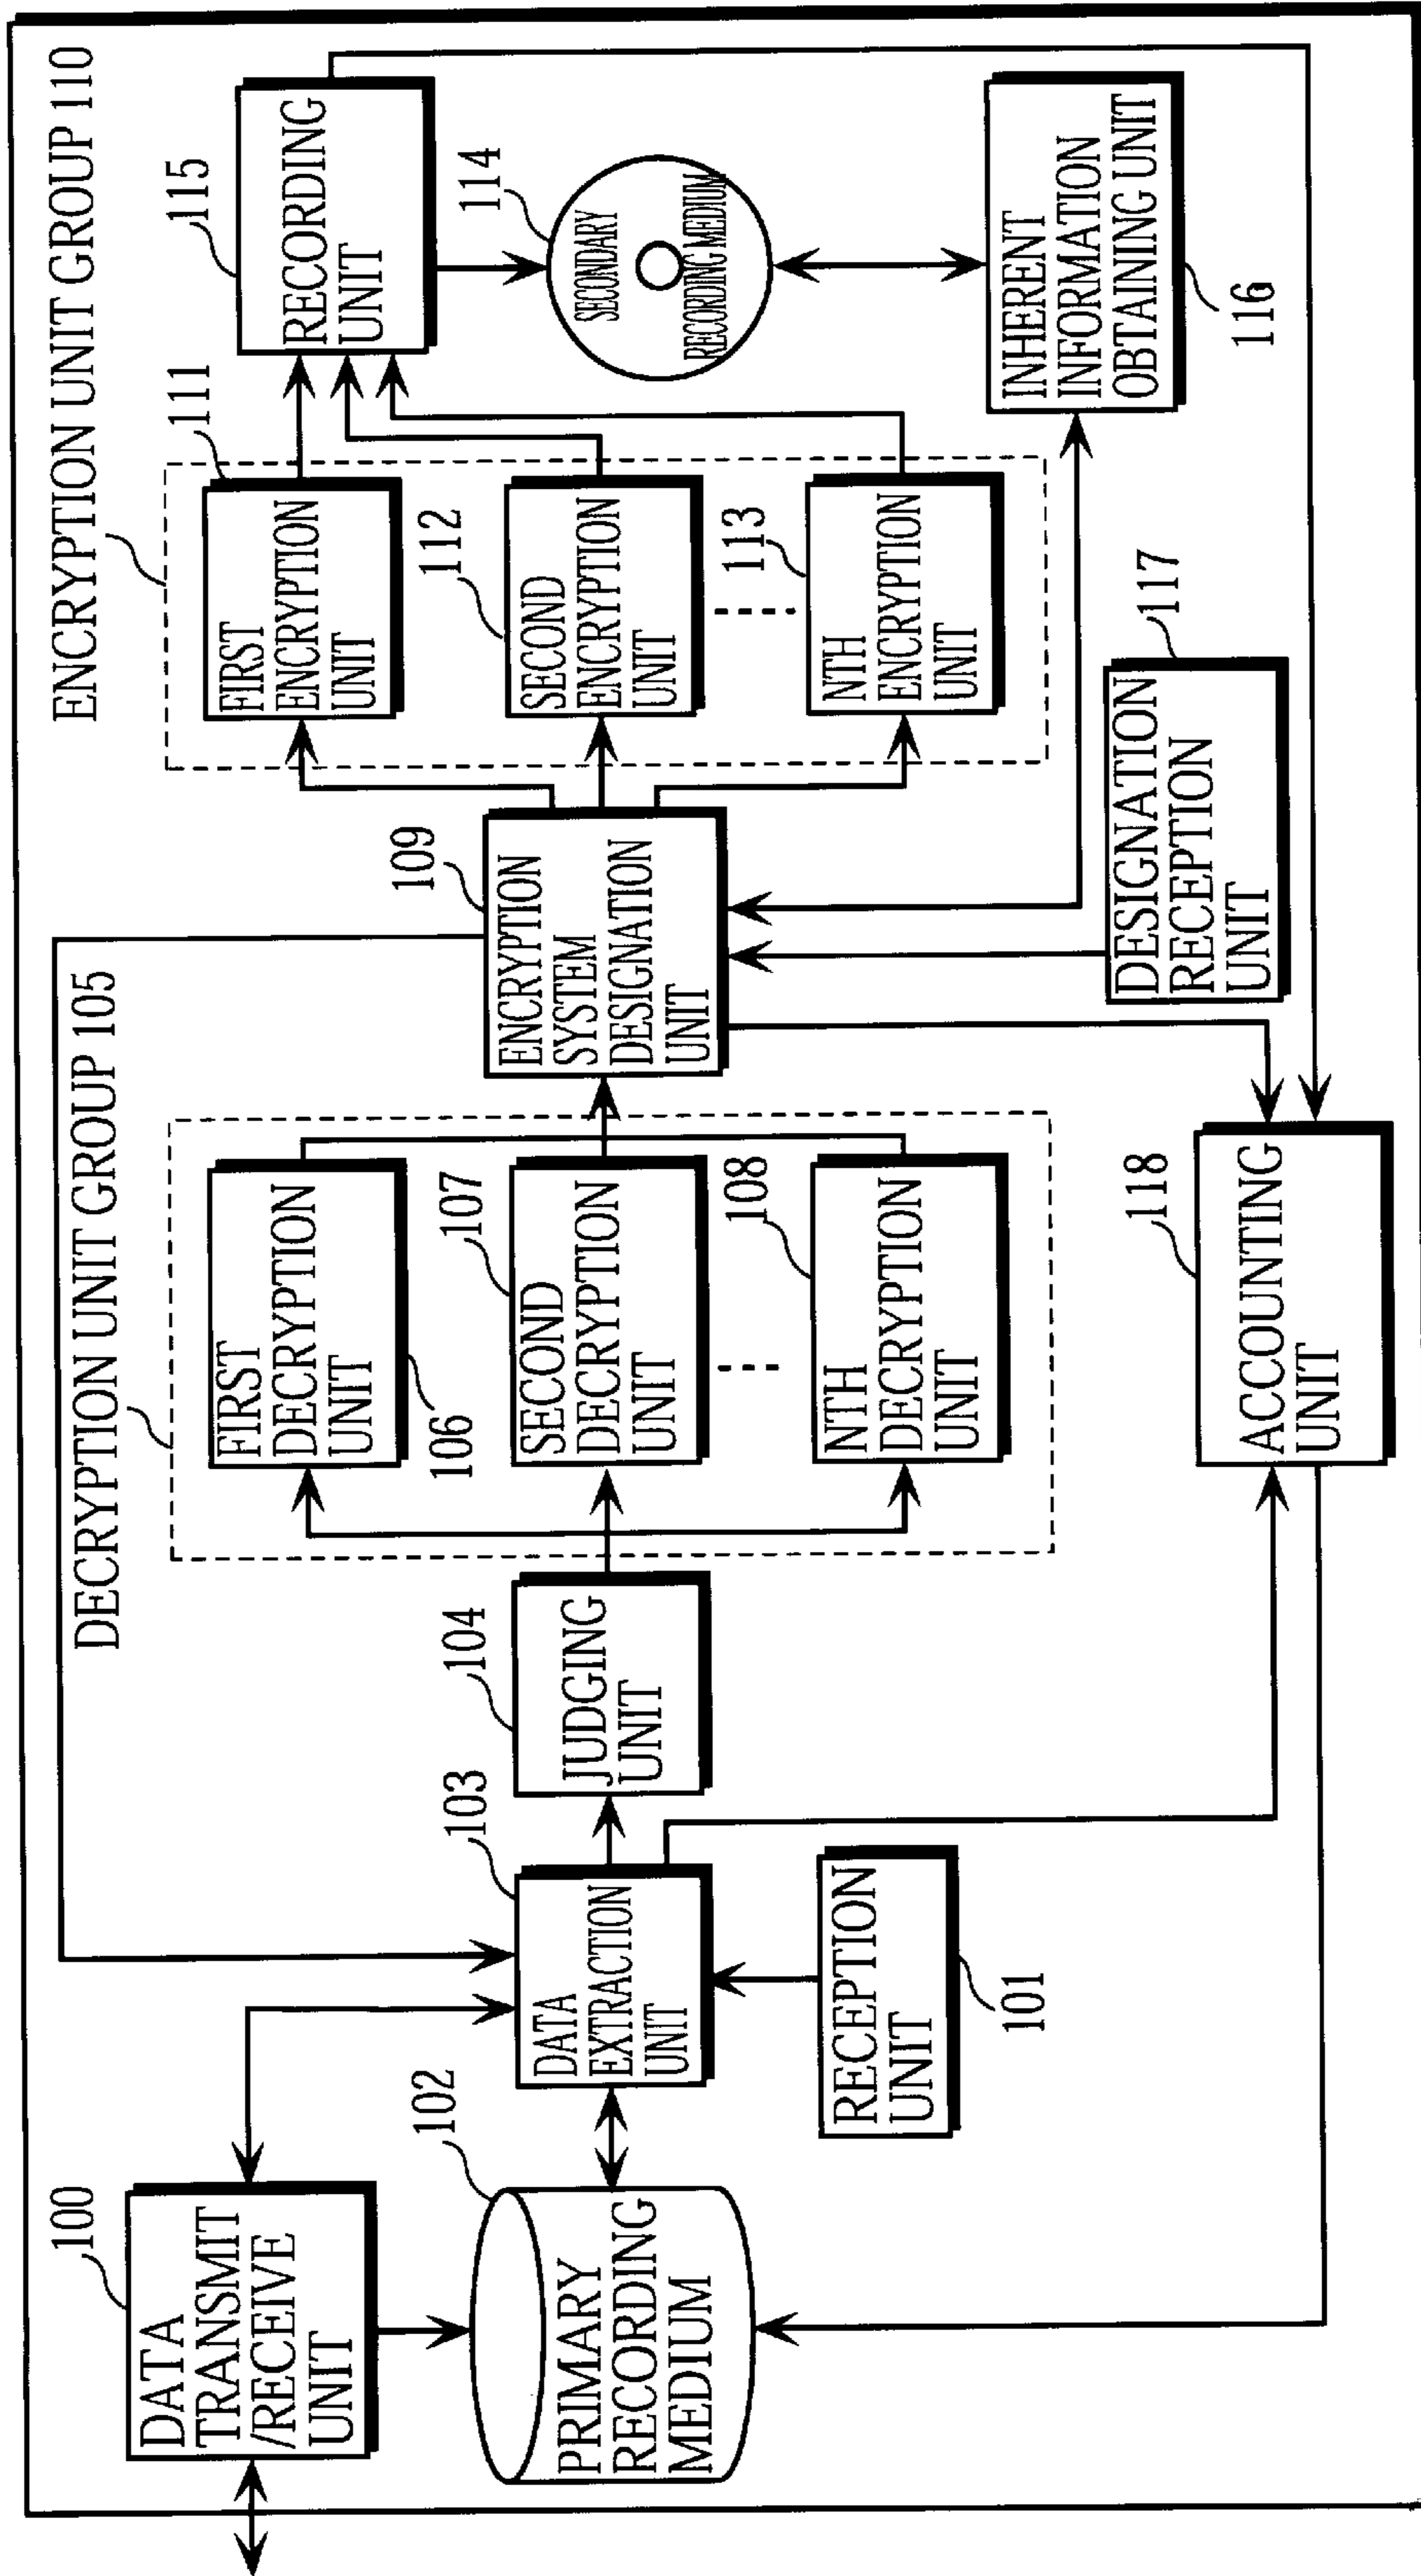 100
DATA
TRANSMIT
/RECEIVE
UNIT
102
PRIMARY
RECORDING
MEDIUM
103
DATA
EXTRACTION
UNIT
RECEPTION
UNIT
101
104
JUDGING
UNIT
DECRYPTION UNIT GROUP 105
FIRST
DECRYPTION
UNIT
106
107
SECOND
DECRYPTION
UNIT
108
NTH
DECRYPTION
UNIT
118
ACCOUNTING
UNIT
109
ENCRYPTION
SYSTEM
DESIGNATION
UNIT
117
DESIGNATION
RECEPTION
UNIT
ENCRYPTION UNIT GROUP 110
111
FIRST
ENCRYPTION
UNIT
112
SECOND
ENCRYPTION
UNIT
113
NTH
ENCRYPTION
UNIT
115
RECORDING
UNIT
114
SECONDARY
RECORDING MEDIUM
INHERENT
INFORMATION
OBTAINING UNIT
116